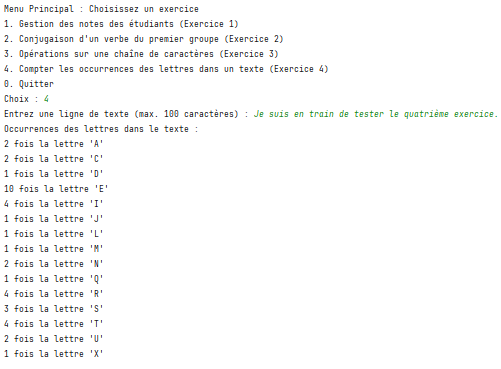 Menu Principal : Choisissez un exercice
1. Gestion des notes des étudiants (Exercice 1)
2. Conjugaison d'un verbe du premier groupe (Exercice 2)
3. Opérations sur une chaîne de caractères (Exercice 3)
4. Compter les occurrences des lettres dans un texte (Exercice 4)
0. Quitter
Choix : 4
Entrez une ligne de texte (max. 100 caractères) : Je suis en train de tester le quatrième exercice.
Occurrences des lettres dans le texte :
2 fois la lettre 'A'
2 fois la lettre 'C'
1 fois la lettre 'D'
10 fois la lettre 'E'
4 fois la lettre 'I'
1 fois la lettre 'J'
1 fois la lettre 'L'
1 fois la lettre 'M'
2 fois la lettre 'N'
1 fois la lettre 'Q'
4 fois la lettre 'R'
3 fois la lettre 'S'
4 fois la lettre 'T'
2 fois la lettre 'U'
1 fois la lettre 'X'